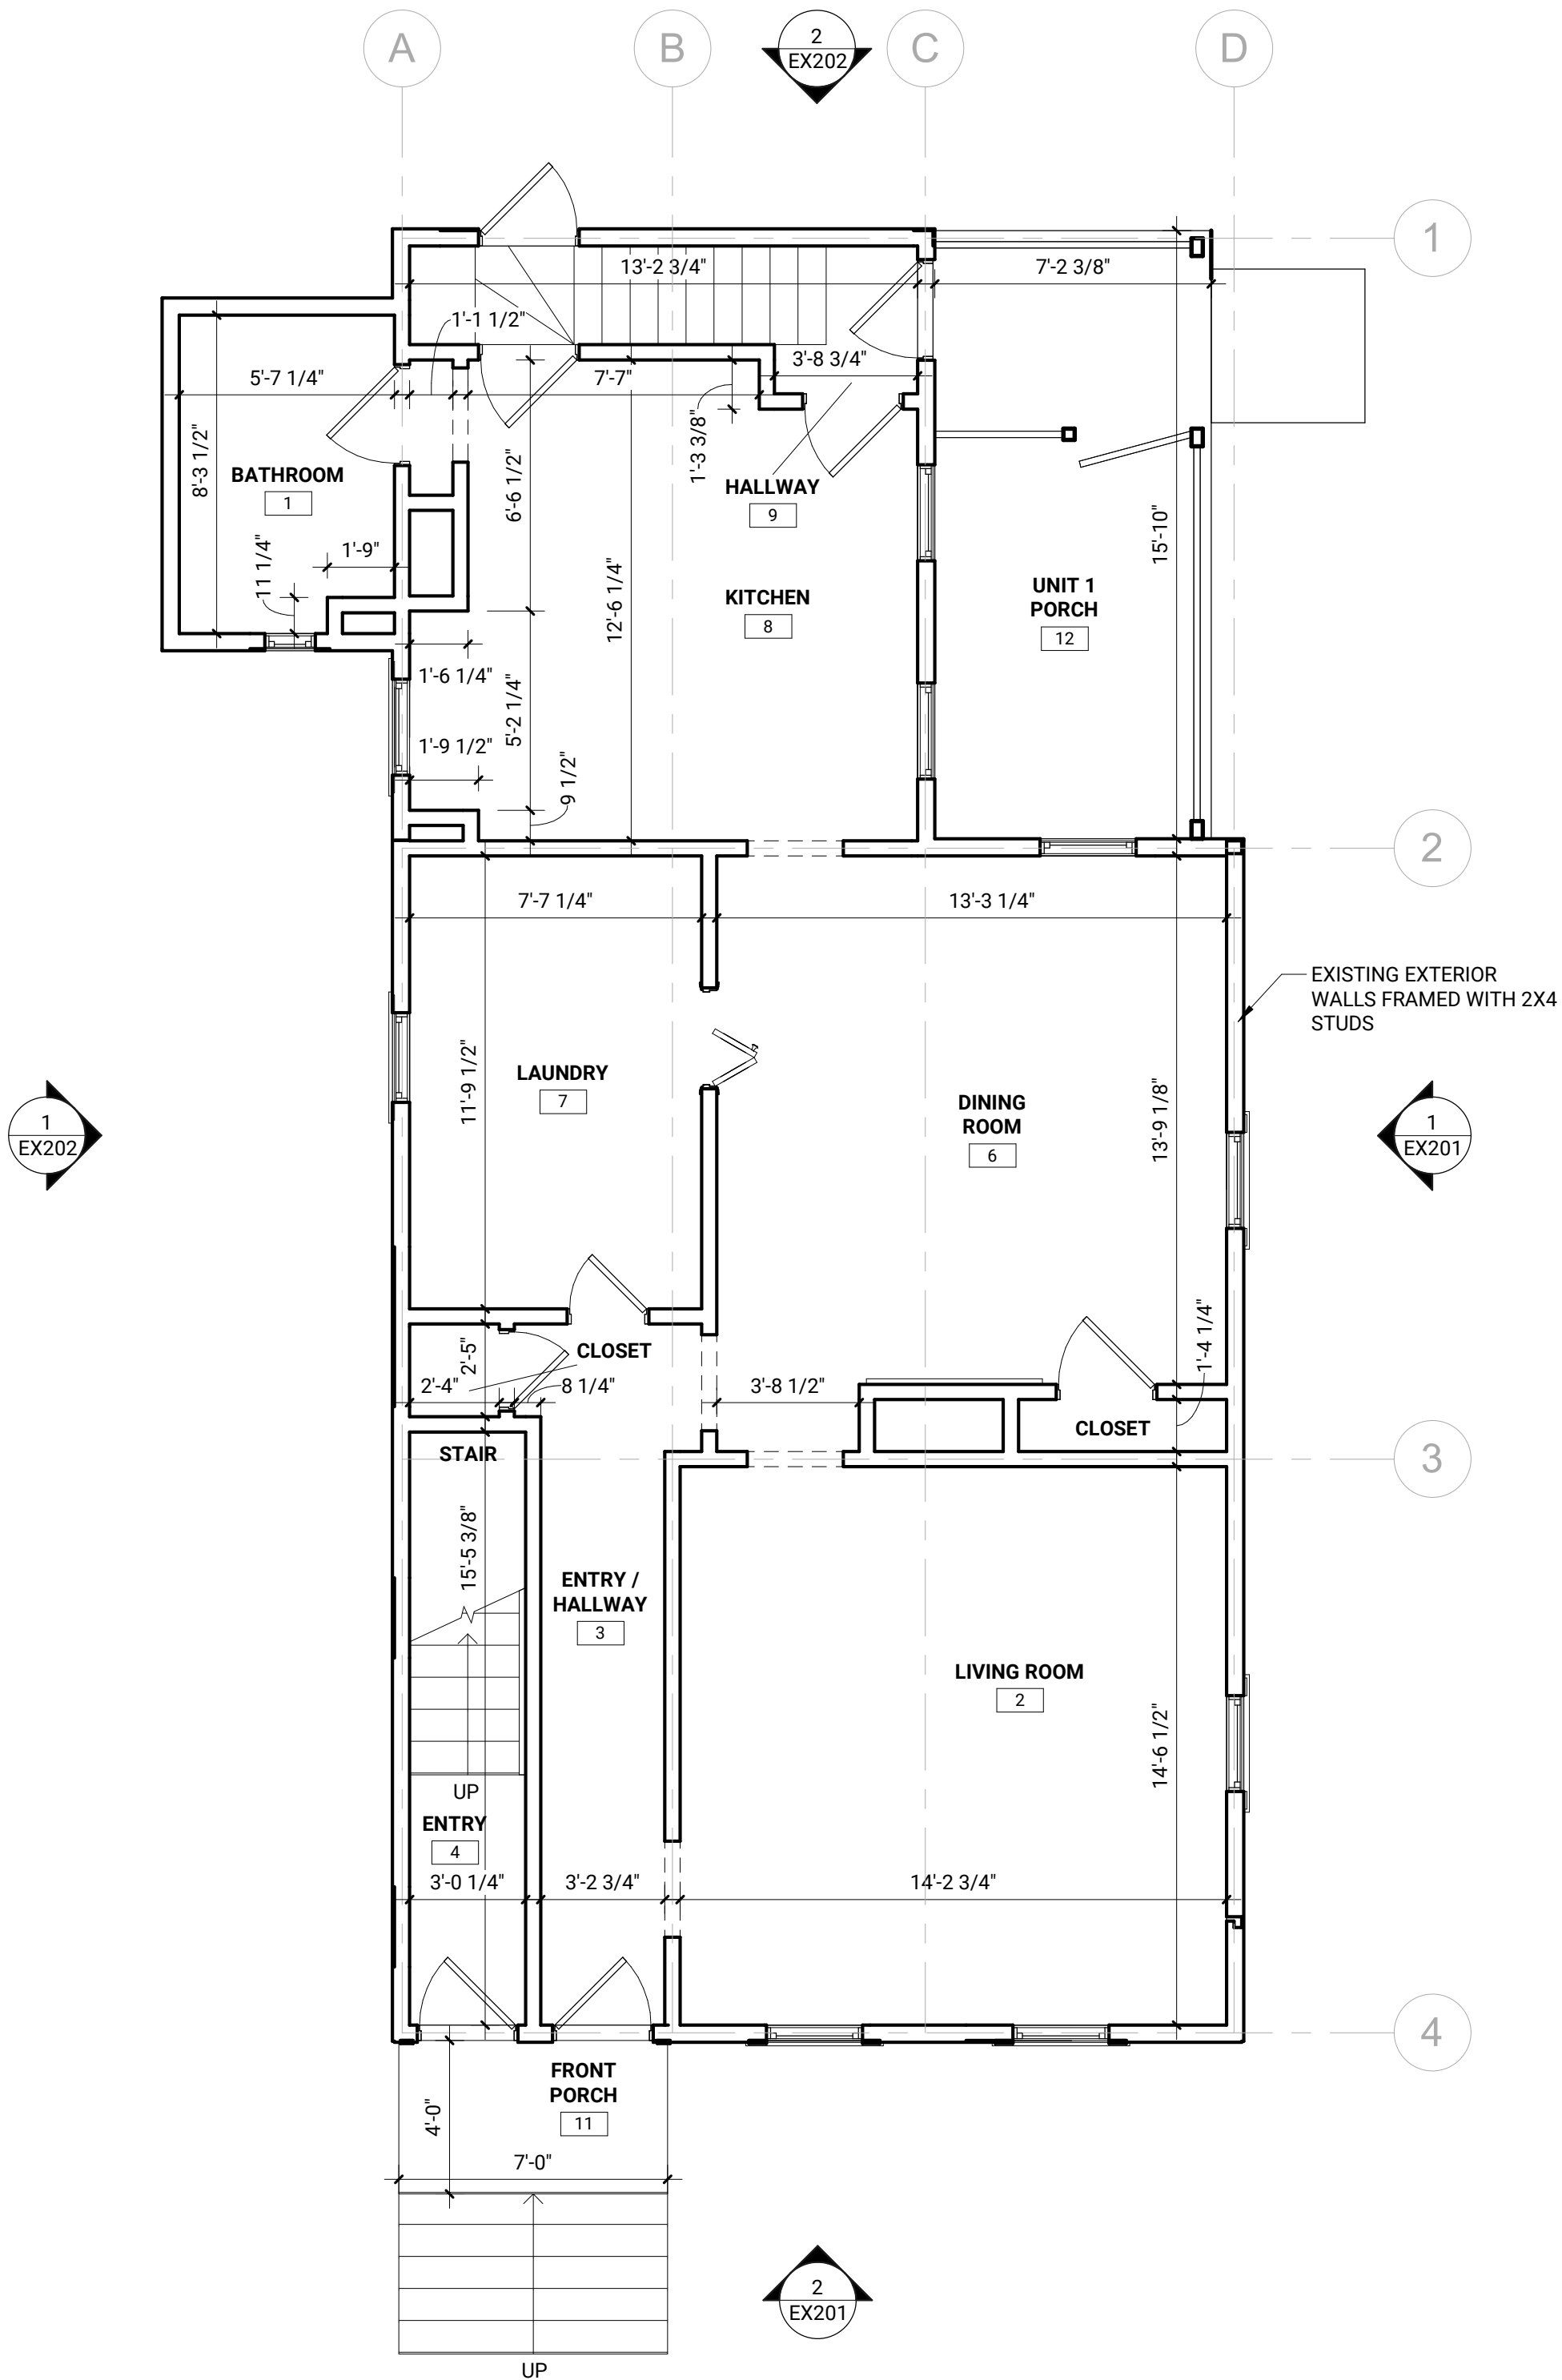 A
B
2
EX202
C
D
1
13'-2 3/4"
7'-2 3/8"
1'-1 1/2"
3'-8 3/4"
5'-7 1/4"
7'-7"
8'-3 1/2"
1'-3 3/8"
BATHROOM
1
6'-6 1/2"
HALLWAY
9
15'-10"
11 1/4"
1'-9"
12'-6 1/4"
KITCHEN
8
UNIT 1
PORCH
12
1'-6 1/4"
5'-2 1/4"
1'-9 1/2"
9 1/2"
2
7'-7 1/4"
13'-3 1/4"
EXISTING EXTERIOR
WALLS FRAMED WITH 2X4
STUDS
11'-9 1/2"
LAUNDRY
7
DINING
ROOM
6
13'-9 1/8"
1
EX202
1
EX201
2'-5"
CLOSET
1'-4 1/4"
2'-4"
8 1/4"
3'-8 1/2"
CLOSET
STAIR
3
15'-5 3/8"
ENTRY /
HALLWAY
3
LIVING ROOM
2
14'-6 1/2"
UP
ENTRY
4
3'-0 1/4"
3'-2 3/4"
14'-2 3/4"
4
FRONT
PORCH
11
4'-0"
7'-0"
2
EX201
UP